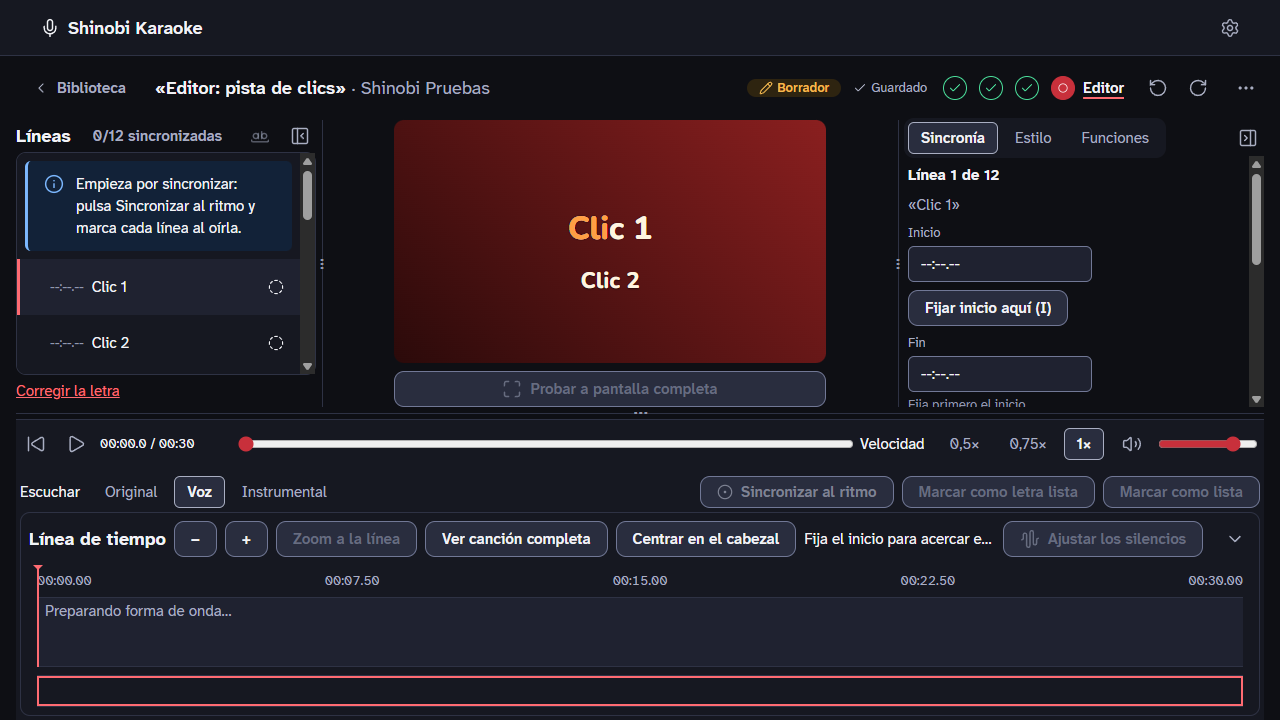 Shinobi Karaoke
Biblioteca
«Editor: pista de clics» · Shinobi Pruebas
Borrador
Guardado
Editor
Líneas
0/12 sincronizadas
ab
Empieza por sincronizar:
pulsa Sincronizar al ritmo y
marca cada línea al oírla.
--:--.-- Clic 1
--:--.-- Clic 2
Corregir la letra
Clic 1
Clic 2
Probar a pantalla completa
Sincronía
Estilo
Funciones
Línea 1 de 12
«Clic 1»
Inicio
--:--.--
Fijar inicio aquí (I)
Fin
--:--.--
Fija primero el inicio
00:00.0 / 00:30
Velocidad
0,5×
0,75×
1×
Escuchar
Original
Voz
Instrumental
Sincronizar al ritmo
Marcar como letra lista
Marcar como lista
Línea de tiempo
−
+
Zoom a la línea
Ver canción completa
Centrar en el cabezal
Fija el inicio para acercar e...
Ajustar los silencios
00:00.00
00:07.50
00:15.00
00:22.50
00:30.00
Preparando forma de onda...